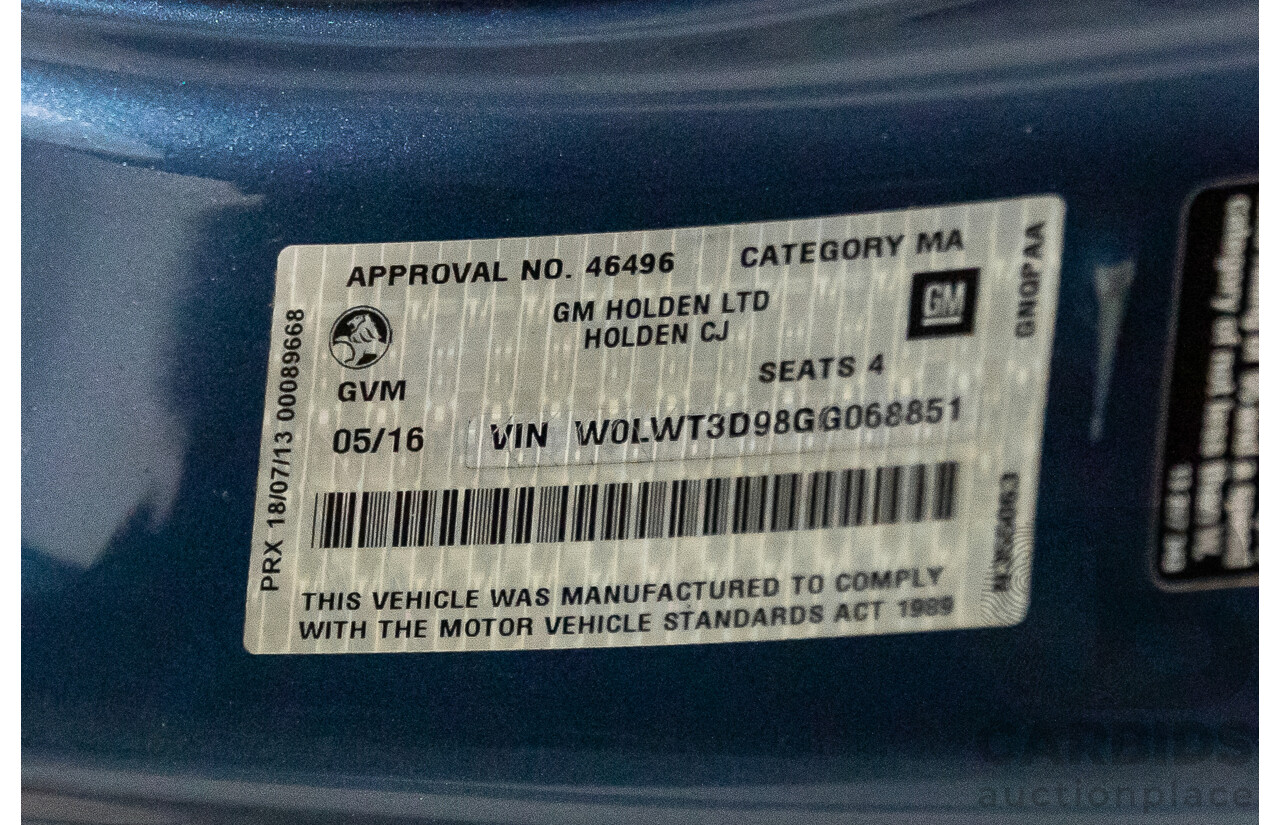 APPROVAL NO. 46496 CATEGORY MA
GM HOLDEN LTD
HOLDEN CJ
GM
GNQPAA
SEATS 4
GVM
05/16 VIN W0LWT3D98GG068851
PRX 18/07/13 00089668
THIS VEHICLE WAS MANUFACTURED TO COMPLY
WITH THE MOTOR VEHICLE STANDARDS ACT 1989
CARBIDS
auctionplace